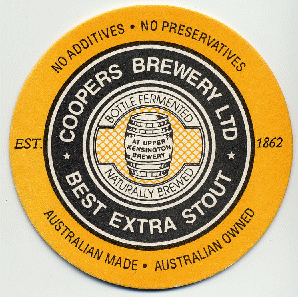 NO ADDITIVES • NO PRESERVATIVES
COOPERS BREWERY LTD
BOTTLE FERMENTED
EST.
AT UPPER
KENSINGTON
BREWERY
1862
NATURALLY BREWED
BEST EXTRA STOUT
AUSTRALIAN MADE • AUSTRALIAN OWNED